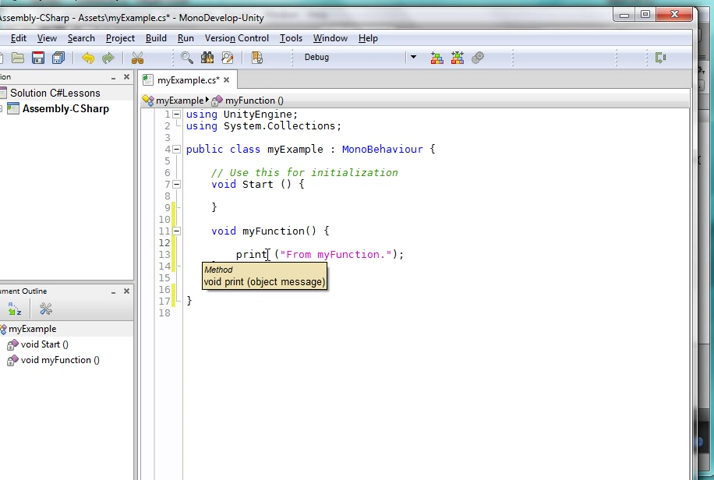 Assembly-CSharp - Assets\myExample.cs* - MonoDevelop-Unity
Edit View Search Project Build Run Version Control Tools Window Help
Debug
myExample.cs*
Solution C#Lessons
Assembly-CSharp
myExample myFunction ()
1 using UnityEngine;
2 using System.Collections;
3
4 public class myExample : MonoBehaviour {
5
6 // Use this for initialization
7 void Start () {
8
9 }
10
11 void myFunction() {
12
13 print ("From myFunction.");
14
Method
void print (object message)
15
16
17 }
18
myExample
void Start ()
void myFunction ()